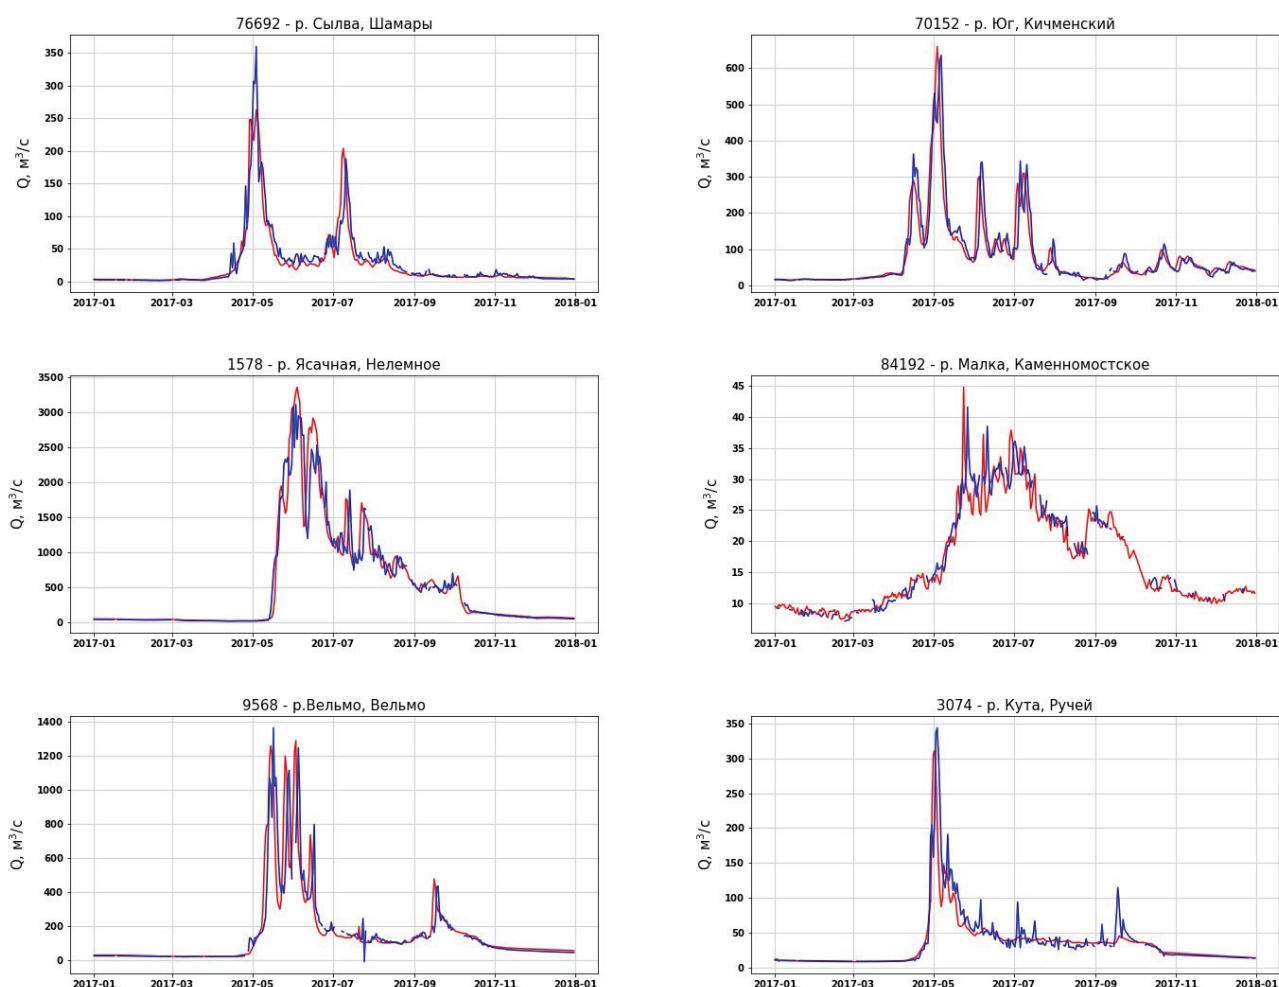 76692 - р. Сылва, Шамары
Q, м³/с
350
300
250
200
150
100
50
0
2017-01 2017-03 2017-05 2017-07 2017-09 2017-11 2018-01
70152 - р. Юг, Кичменский
Q, м³/с
600
500
400
300
200
100
0
2017-01 2017-03 2017-05 2017-07 2017-09 2017-11 2018-01
1578 - р. Ясачная, Нелемное
Q, м³/с
3500
3000
2500
2000
1500
1000
500
0
2017-01 2017-03 2017-05 2017-07 2017-09 2017-11 2018-01
84192 - р. Малка, Каменномостское
Q, м³/с
45
40
35
30
25
20
15
10
2017-01 2017-03 2017-05 2017-07 2017-09 2017-11 2018-01
9568 - р.Вельмо, Вельмо
Q, м³/с
1400
1200
1000
800
600
400
200
0
2017-01 2017-03 2017-05 2017-07 2017-09 2017-11 2018-01
3074 - р. Кута, Ручей
Q, м³/с
350
300
250
200
150
100
50
0
2017-01 2017-03 2017-05 2017-07 2017-09 2017-11 2018-01